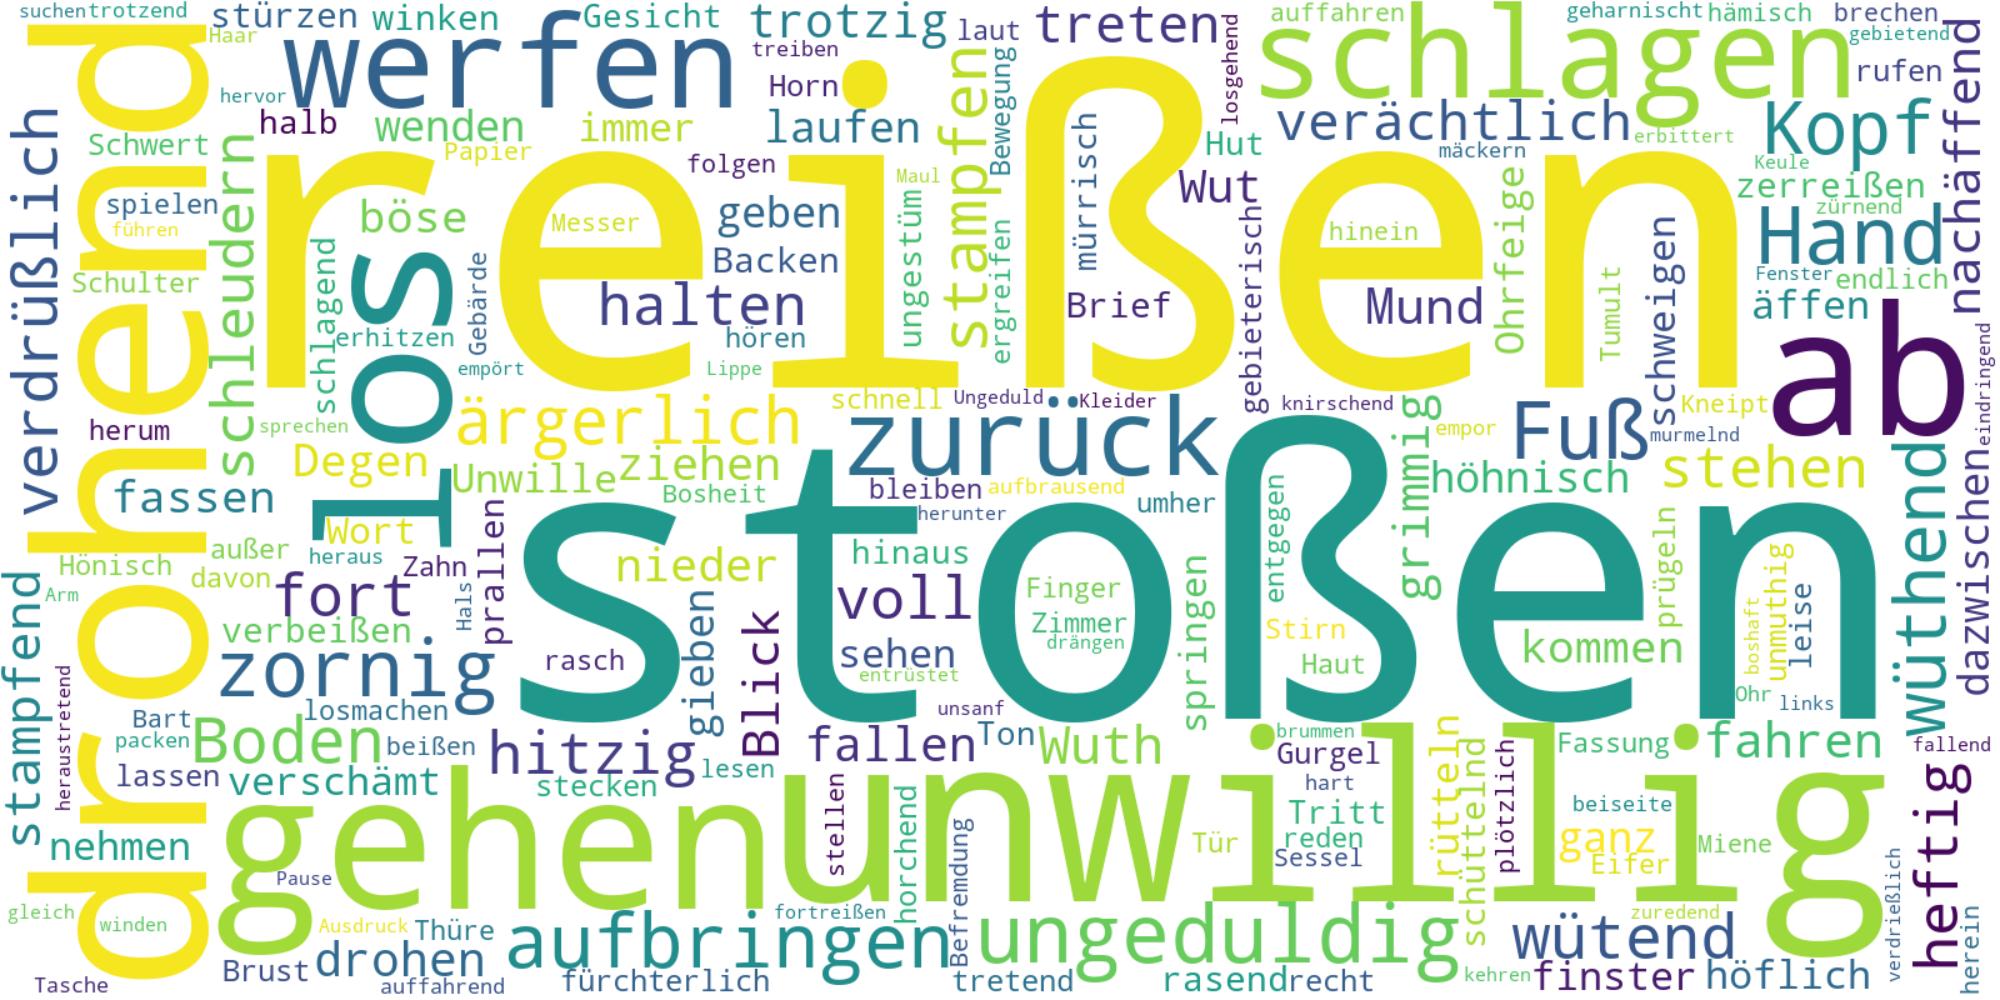 suchen
trotzend
stürzen
winken
Gesicht
trotzig
laut
treten
auffahren
geharnischt
hämisch
brechen
gebietend
Haar
werfen
treiben
schlagen
rufen
Horn
losgehend
hervor
halb
wenden
immer
laufen
stampfen
Bewegung
Hut
verächtlich
erbittert
Kopf
nachäffend
verdrüßlich
drohend
Schwert
Papier
folgen
mürrisch
mäckern
Keule
schleudern
reißen
Maul
Wut
zerreißen
spielen
führen
böse
Messer
geben
ungestüm
ergreifen
gebieterisch
hinein
Ohrfeige
schweigen
zürnend
Hand
Schulter
schlagend
los
Gebärde
Backen
halten
Brief
Mund
Tumult
Fenster
endlich
äffen
erhitzen
hören
empört
Lippe
ab
eindringend
schnell
Ungeduld
Kleider
knirschend
Kneipt
herum
sprechen
ärgerlich
zurück
grimmig
empor
Fuß
murmelnd
Degen
Unwille
ziehen
Bosheit
höhnisch
stehen
wüthend
dazwischen
fassen
bleiben
aufbrausend
umher
herunter
Wort
heraus
prallen
stoßen
entgegen
prügeln
Hönisch
außer
davon
Zahn
nieder
hinaus
unmuthig
boshaft
leise
stampfend
Arm
fort
Hals
gieben
voll
Finger
Zimmer
drängen
springen
Stirn
Haut
kommen
verbeißen
zornig
rasch
Blick
sehen
entrüstet
Ohr
links
heraustretend
Bart
losmachen
unsanf
packen
Boden
beißen
hitzig
fallen
Ton
Wuth
brummen
Gurgel
rütteln
schüttelnd
plötzlich
Fassung
fahren
fallend
lassen
verschämt
stecken
lesen
hart
beiseite
heftig
nehmen
gehen
stellen
horchend
unwillig
Tür
Tritt
reden
Sessel
ganz
Eifer
Miene
Pause
Befremdung
verdrießlich
gleich
winden
Ausdruck
Thüre
fortreißen
ungeduldig
zuredend
herein
Tasche
Brust
drohen
auffahrend
aufbringen
fürchterlich
tretend
rasend
recht
kehren
wütend
finster
höflich